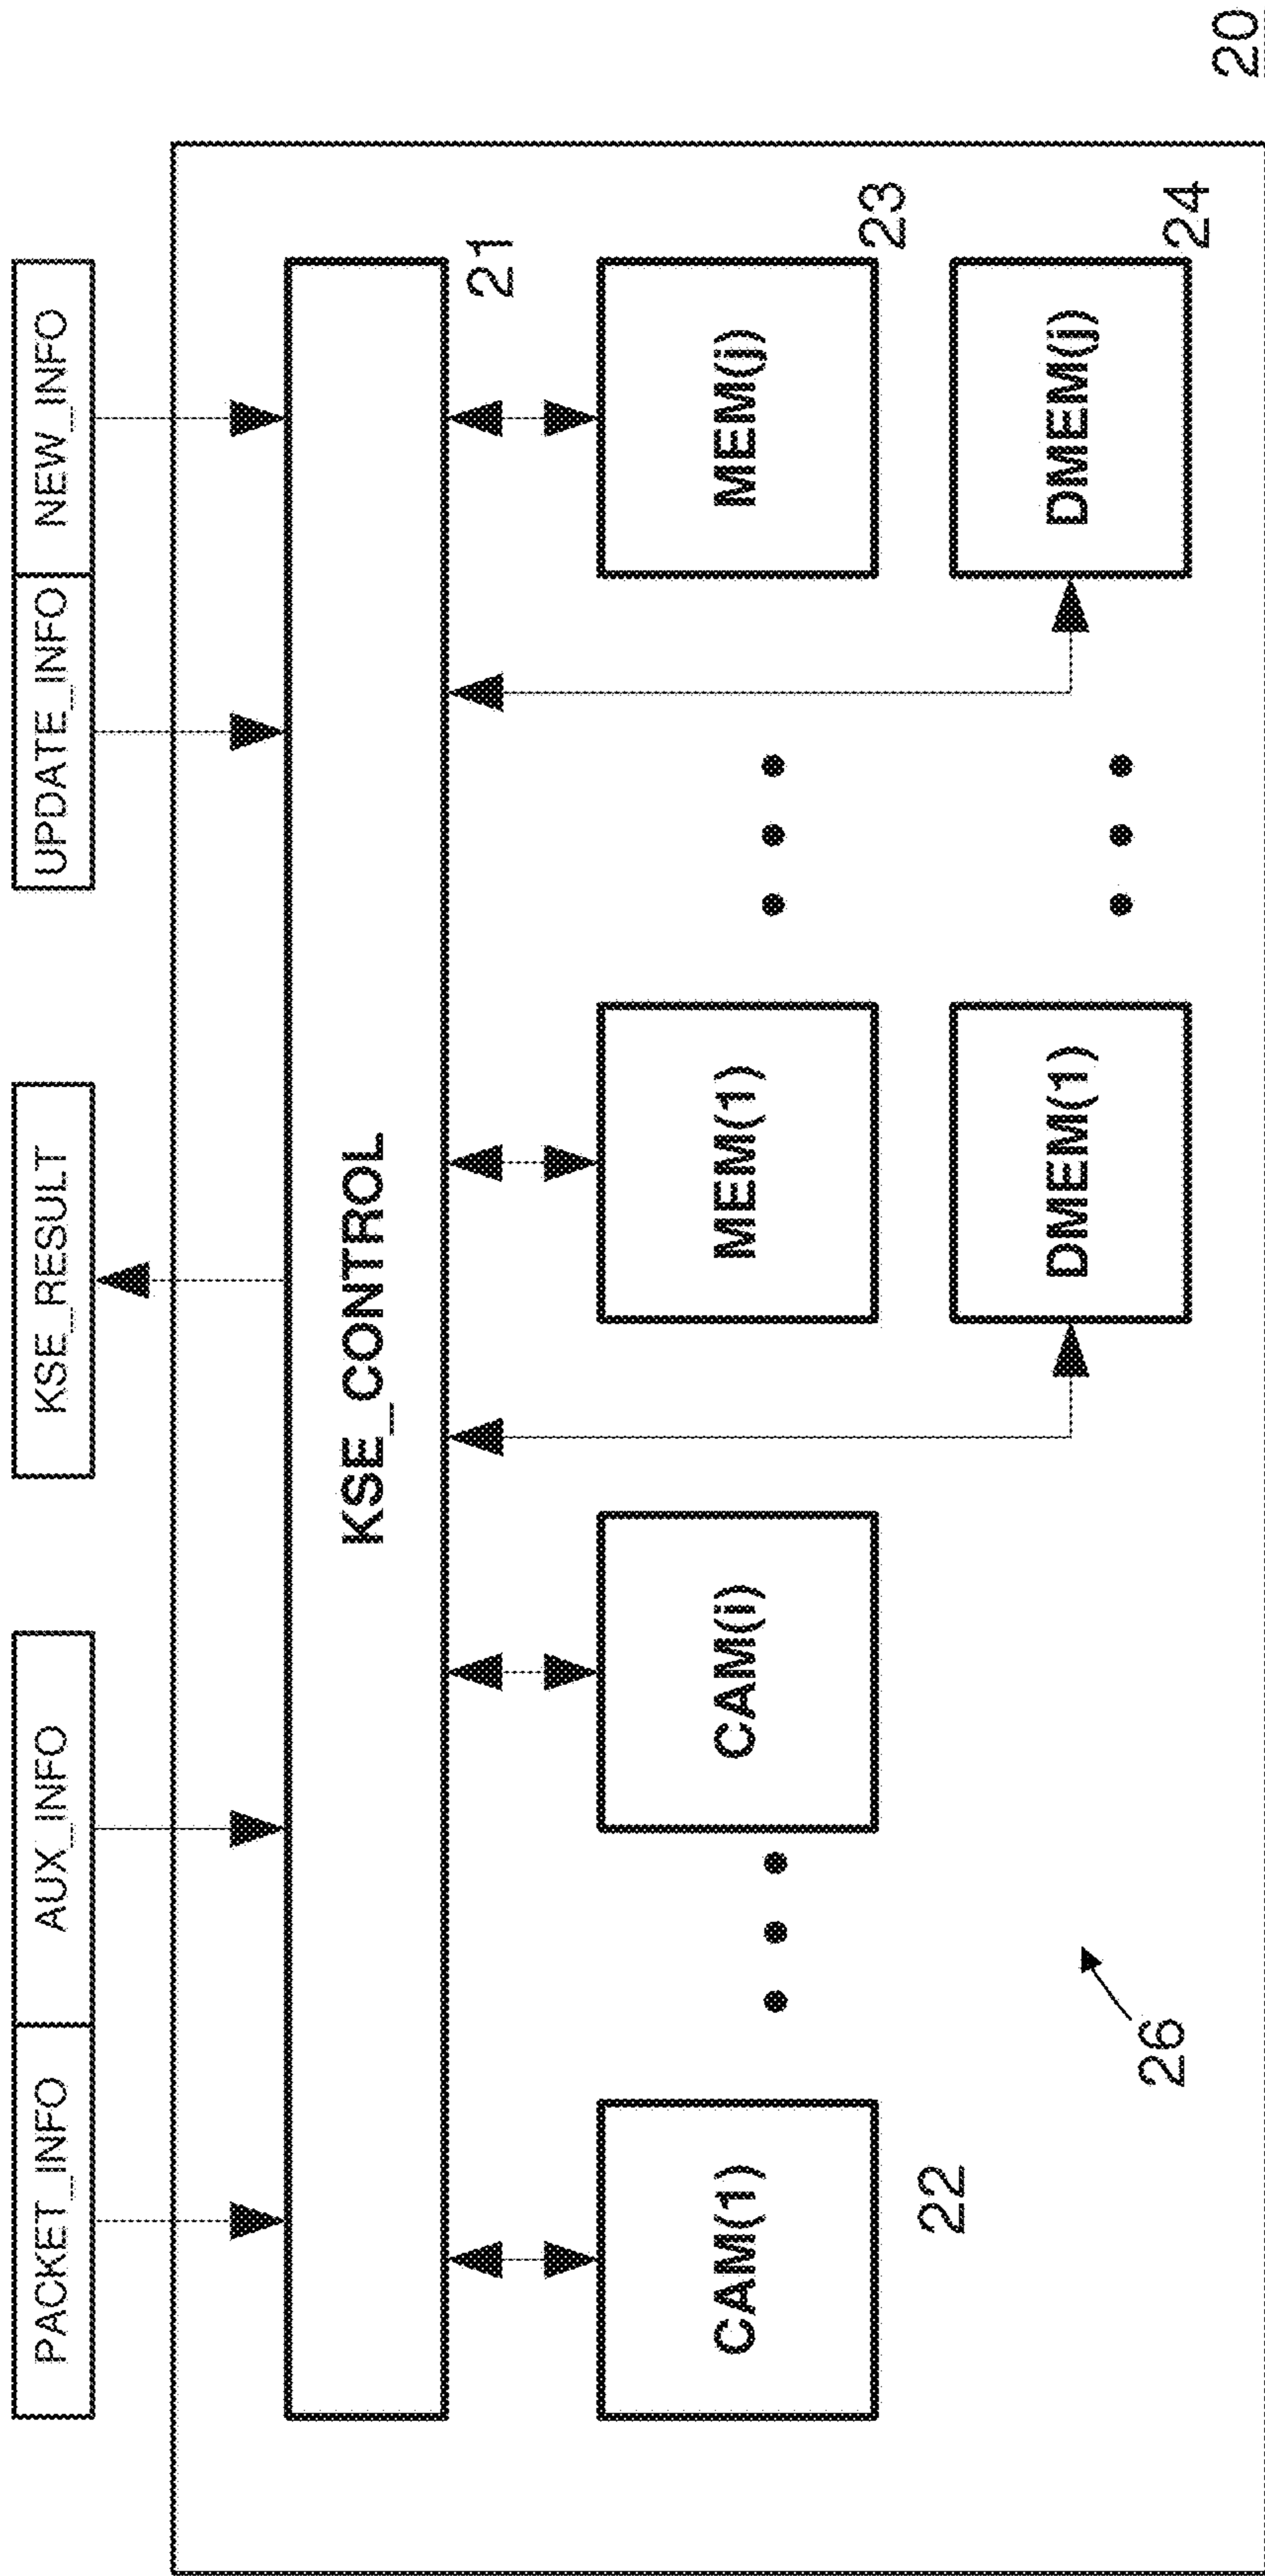 PACKET_INFO
AUX_INFO
KSE_RESULT
UPDATE_INFO
NEW_INFO
KSE_CONTROL
21
CAM(1)
CAM(i)
MEM(1)
MEM(j)
22
23
DMEM(1)
DMEM(j)
26
24
20